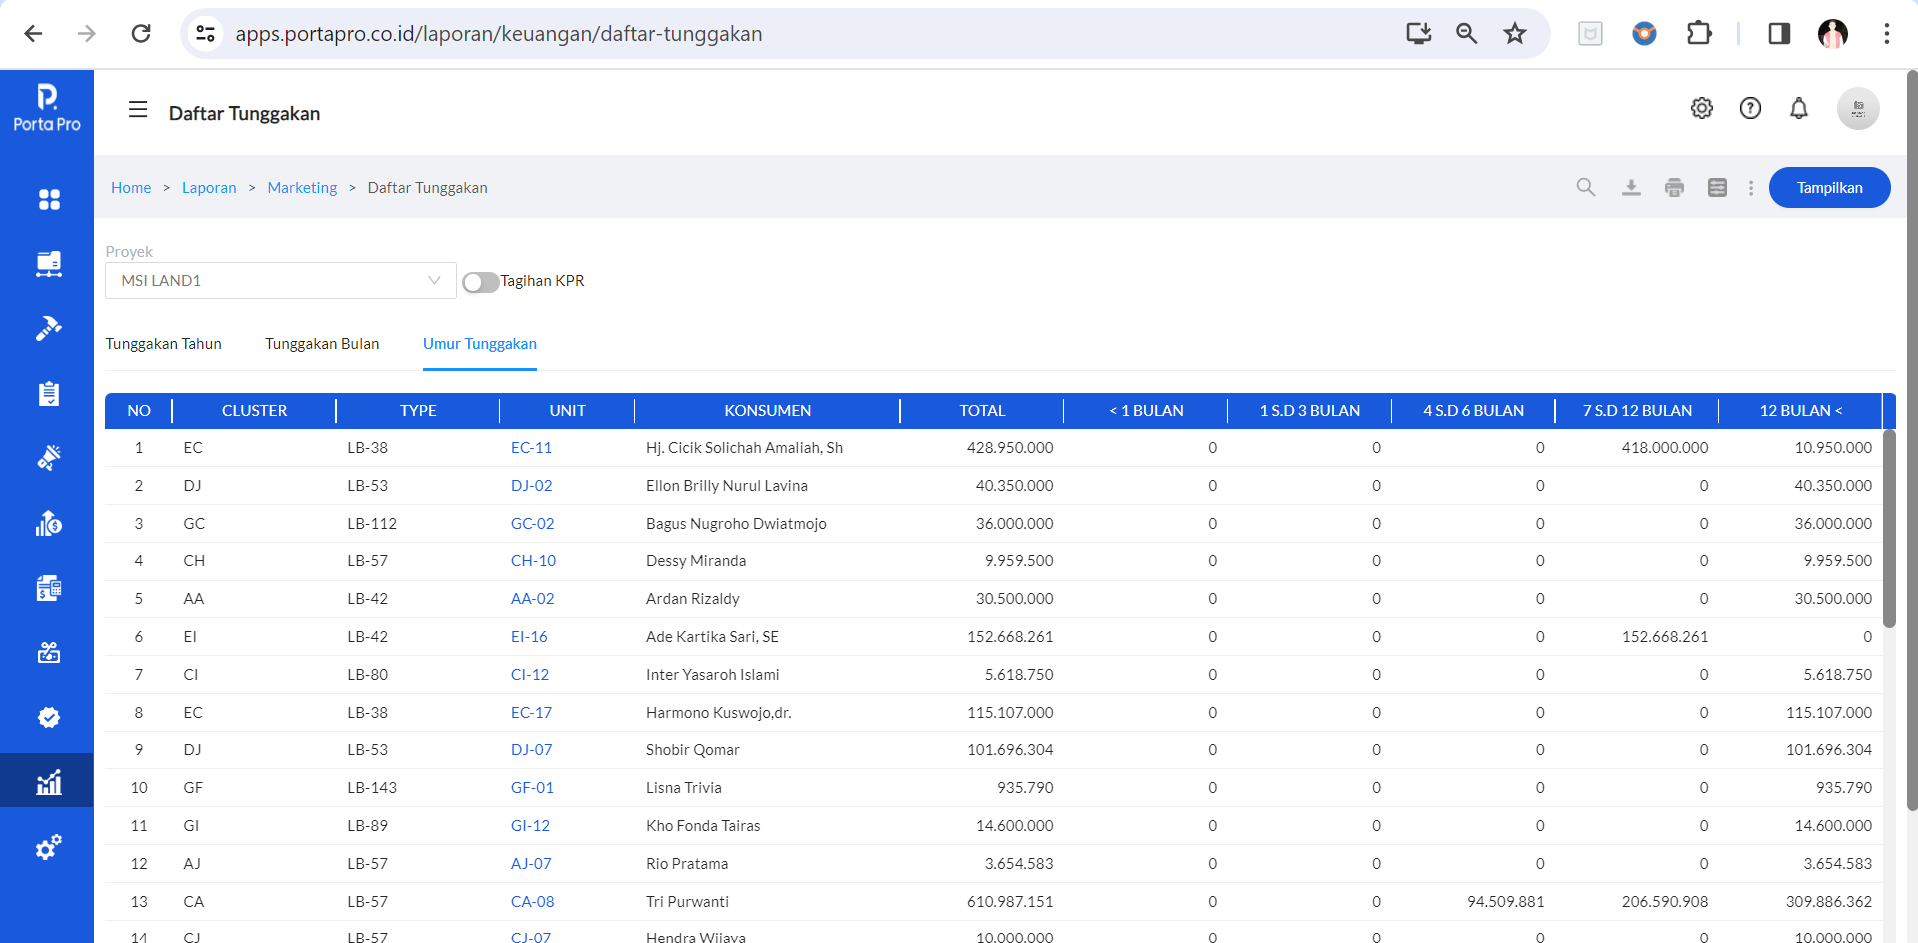 apps.portapro.co.id/laporan/keuangan/daftar-tunggakan
P.
Porta Pro
Daftar Tunggakan
Home > Laporan > Marketing > Daftar Tunggakan
Tampilkan
Proyek
MSI LAND1
Tagihan KPR
Tunggakan Tahun Tunggakan Bulan Umur Tunggakan
NO CLUSTER TYPE UNIT KONSUMEN TOTAL < 1 BULAN 1 S.D 3 BULAN 4 S.D 6 BULAN 7 S.D 12 BULAN 12 BULAN <
1 EC LB-38 EC-11 Hj. Cicik Solichah Amaliah, Sh 428.950.000 0 0 0 418.000.000 10.950.000
2 DJ LB-53 DJ-02 Ellon Brilly Nurul Lavina 40.350.000 0 0 0 0 40.350.000
3 GC LB-112 GC-02 Bagus Nugroho Dwiatmojo 36.000.000 0 0 0 0 36.000.000
4 CH LB-57 CH-10 Dessy Miranda 9.959.500 0 0 0 0 9.959.500
5 AA LB-42 AA-02 Ardan Rizaldy 30.500.000 0 0 0 0 30.500.000
6 EI LB-42 EI-16 Ade Kartika Sari, SE 152.668.261 0 0 0 152.668.261 0
7 CI LB-80 CI-12 Inter Yasaroh Islami 5.618.750 0 0 0 0 5.618.750
8 EC LB-38 EC-17 Harmono Kuswojo,dr. 115.107.000 0 0 0 0 115.107.000
9 DJ LB-53 DJ-07 Shobir Qomar 101.696.304 0 0 0 0 101.696.304
10 GF LB-143 GF-01 Lisna Trivia 935.790 0 0 0 0 935.790
11 GI LB-89 GI-12 Kho Fonda Tairas 14.600.000 0 0 0 0 14.600.000
12 AJ LB-57 AJ-07 Rio Pratama 3.654.583 0 0 0 0 3.654.583
13 CA LB-57 CA-08 Tri Purwanti 610.987.151 0 0 94.509.881 206.590.908 309.886.362
14 CJ LB-57 CJ-07 Hendra Wijaya 10.000.000 0 0 0 0 10.000.000